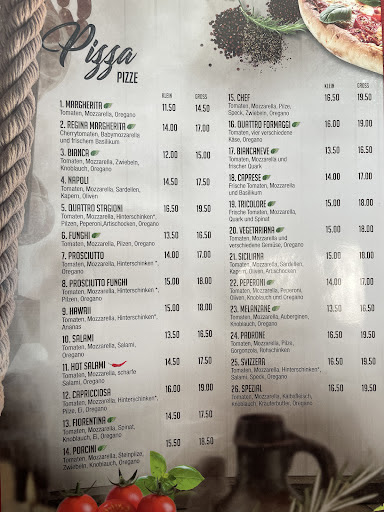 Pizza
PIZZE
KLEIN GROSS
1. MARGHERITA 11.50 14.50
Tomaten, Mozzarella, Oregano
2. REGINA MARGHERITA 14.00 17.00
Cherrytomaten, Babymozzarella
und frischem Basilikum
3. BIANCA 12.00 15.00
Tomaten, Mozzarella, Zwiebeln,
Knoblauch, Oregano
4. NAPOLI 14.50 17.50
Tomaten, Mozzarella, Sardellen,
Kapern, Oliven
5. QUATTRO STAGIONI 16.50 19.50
Tomaten, Mozzarella, Hinterschinken*,
Pilzen, Peperoni, Artischocken, Oregano
6. FUNGHI 13.50 16.50
Tomaten, Mozzarella, Pilzen, Oregano
7. PROSCIUTTO 14.00 17.00
Tomaten, Mozzarella, Hinterschinken *,
Oregano
8. PROSCIUTTO FUNGHI 15.00 18.00
Tomaten, Mozzarella, Hinterschinken *,
Pilzen, Oregano
9. HAWAII 15.00 18.00
Tomaten, Mozzarella, Hinterschinken*,
Ananas
10. SALAMI 13.50 16.50
Tomaten, Mozzarella, Salami,
Oregano
11. HOT SALAMI 14.50 17.50
Tomaten, Mozzarella, scharfe
Salami, Oregano
12. CAPRICCIOSA 16.00 19.00
Tomaten, Mozzarella, Hinterschinken*,
Pilze, Ei, Oregano
13. FIORENTINA 14.50 17.50
Tomaten, Mozzarella, Spinat,
Knoblauch, Ei, Oregano
14. PORCINI 15.50 18.50
Tomaten, Mozzarella, Steinpilze,
Zwiebeln, Knoblauch, Oregano
KLEIN GROSS
15. CHEF 16.50 19.50
Tomaten, Mozzarella, Pilze,
Speck, Zwiebeln, Oregano
16. QUATTRO FORMAGGI 16.00 19.00
Tomaten, vier verschiedene
Käse, Oregano
17. BIANCANEVE 13.50 16.50
Tomaten, Mozzarella und
frischer Quark
18. CAPRESE 14.00 17.00
Frische Tomaten, Mozzarella
und Basilikum
19. TRICOLORE 15.00 18.00
Frische Tomaten, Mozzarella,
Quark und Spinat
20. VEGETARIANA 15.00 18.00
Tomaten, Mozzarella und
verschiedene Gemüse, Oregano
21. SICILIANA 15.00 18.00
Tomaten, Mozzarella, Sardellen,
Kapern, Oliven, Artischocken
22. PEPERONI 14.00 17.00
Tomaten, Mozzarella, Peperoni,
Oliven, Knoblauch und Oregano
23. MELANZANE 13.50 16.50
Tomaten, Mozzarella, Auberginen,
Knoblauch, Oregano
24. PADRONE 16.50 19.50
Tomaten, Mozzarella, Pilze,
Gorgonzola, Rohschinken
25. SVIZZERA 16.50 19.50
Tomaten, Mozzarella, Hinterschinken*,
Salami, Speck, Oregano
26. SPEZIAL 16.50 19.50
Tomaten, Mozzarella, Kalbfleisch,
Knoblauch, Kräuterbutter, Oregano